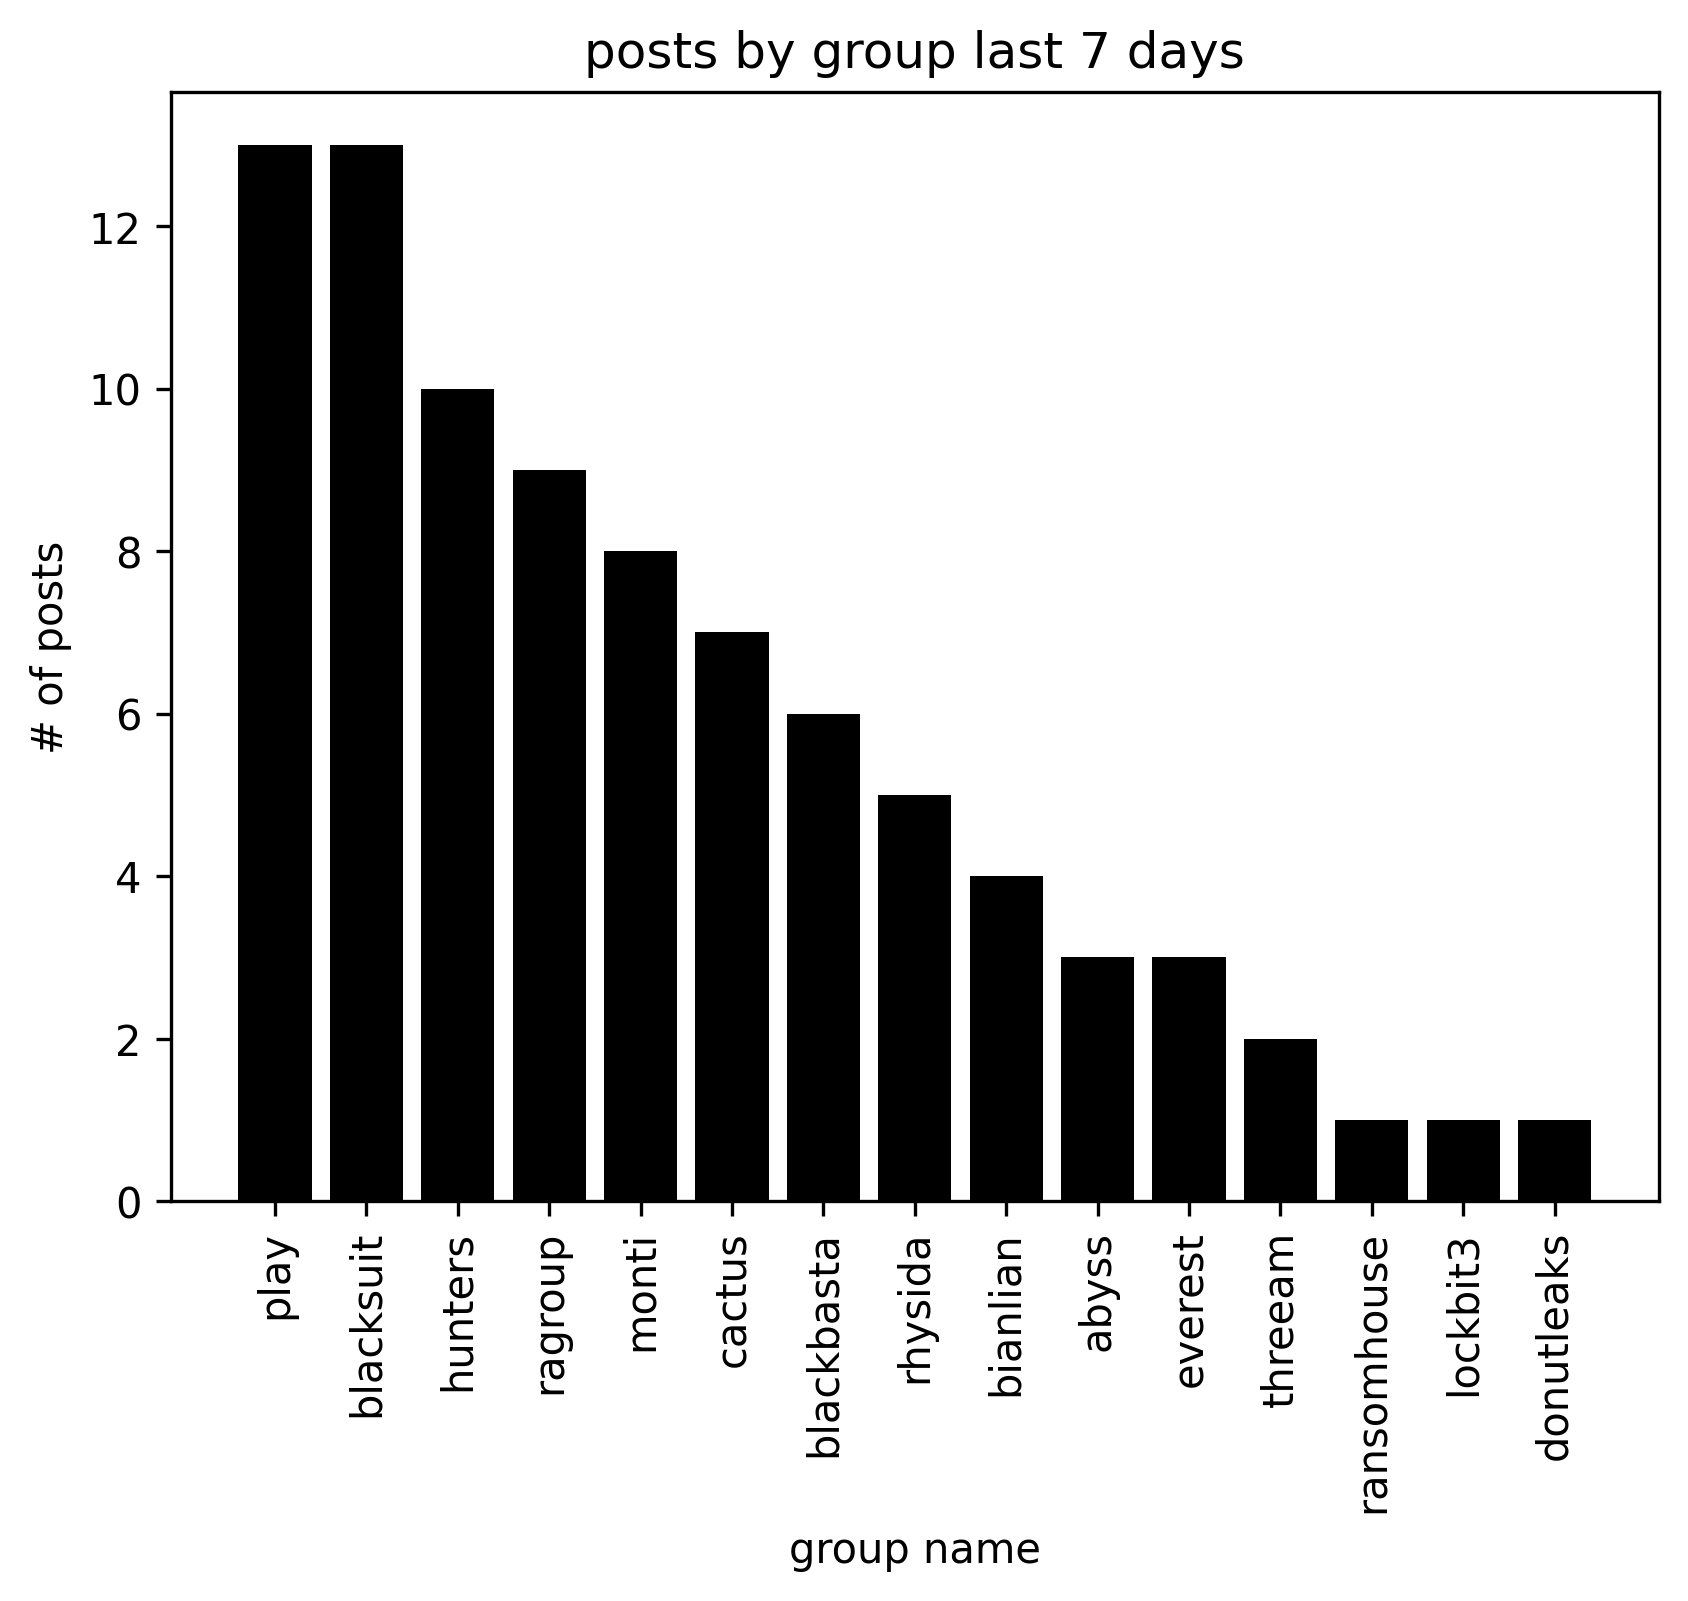 posts by group last 7 days
# of posts
12
10
8
6
4
2
0
play
blacksuit
hunters
ragroup
monti
cactus
blackbasta
rhysida
bianlian
abyss
everest
threeam
ransomhouse
lockbit3
donutleaks
group name